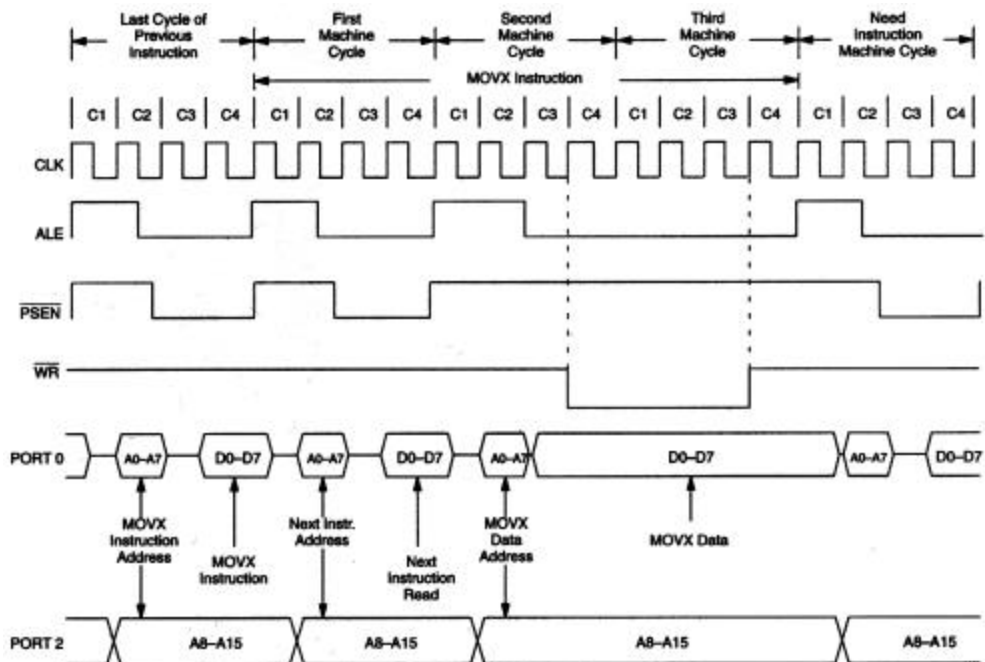 Last Cycle of
Previous
Instruction
First
Machine
Cycle
Second
Machine
Cycle
Third
Machine
Cycle
Need
Instruction
Machine Cycle
MOVX Instruction
C1 C2 C3 C4 C1 C2 C3 C4 C1 C2 C3 C4 C1 C2 C3 C4 C1 C2 C3 C4
CLK
ALE
PSEN
WR
PORT 0 A0–A7 D0–D7 A0–A7 D0–D7 A0–A7 D0–D7 A0–A7 D0–D7
MOVX
Instruction
Address
MOVX
Instruction
Next Instr.
Address
Next
Instruction
Read
MOVX
Data
Address
MOVX Data
PORT 2 A8–A15 A8–A15 A8–A15 A8–A15